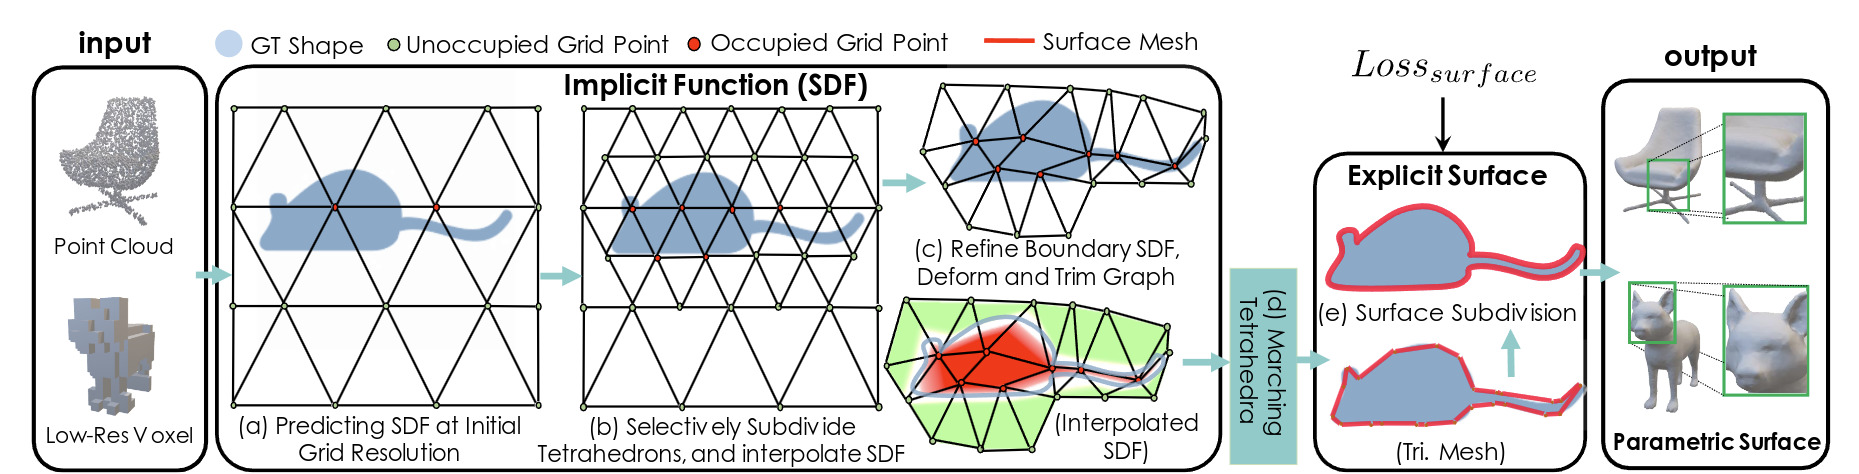 input
GT Shape
Unoccupied Grid Point
Occupied Grid Point
Surface Mesh
Implicit Function (SDF)
Point Cloud
Low-Res Voxel
(a) Predicting SDF at Initial
Grid Resolution
(b) Selectively Subdivide
Tetrahedrons, and interpolate SDF
(c) Refine Boundary SDF,
Deform and Trim Graph
(Interpolated
SDF)
(d) Marching
Tetrahedra
Loss_surface
Explicit Surface
(e) Surface Subdivision
(Tri. Mesh)
output
Parametric Surface